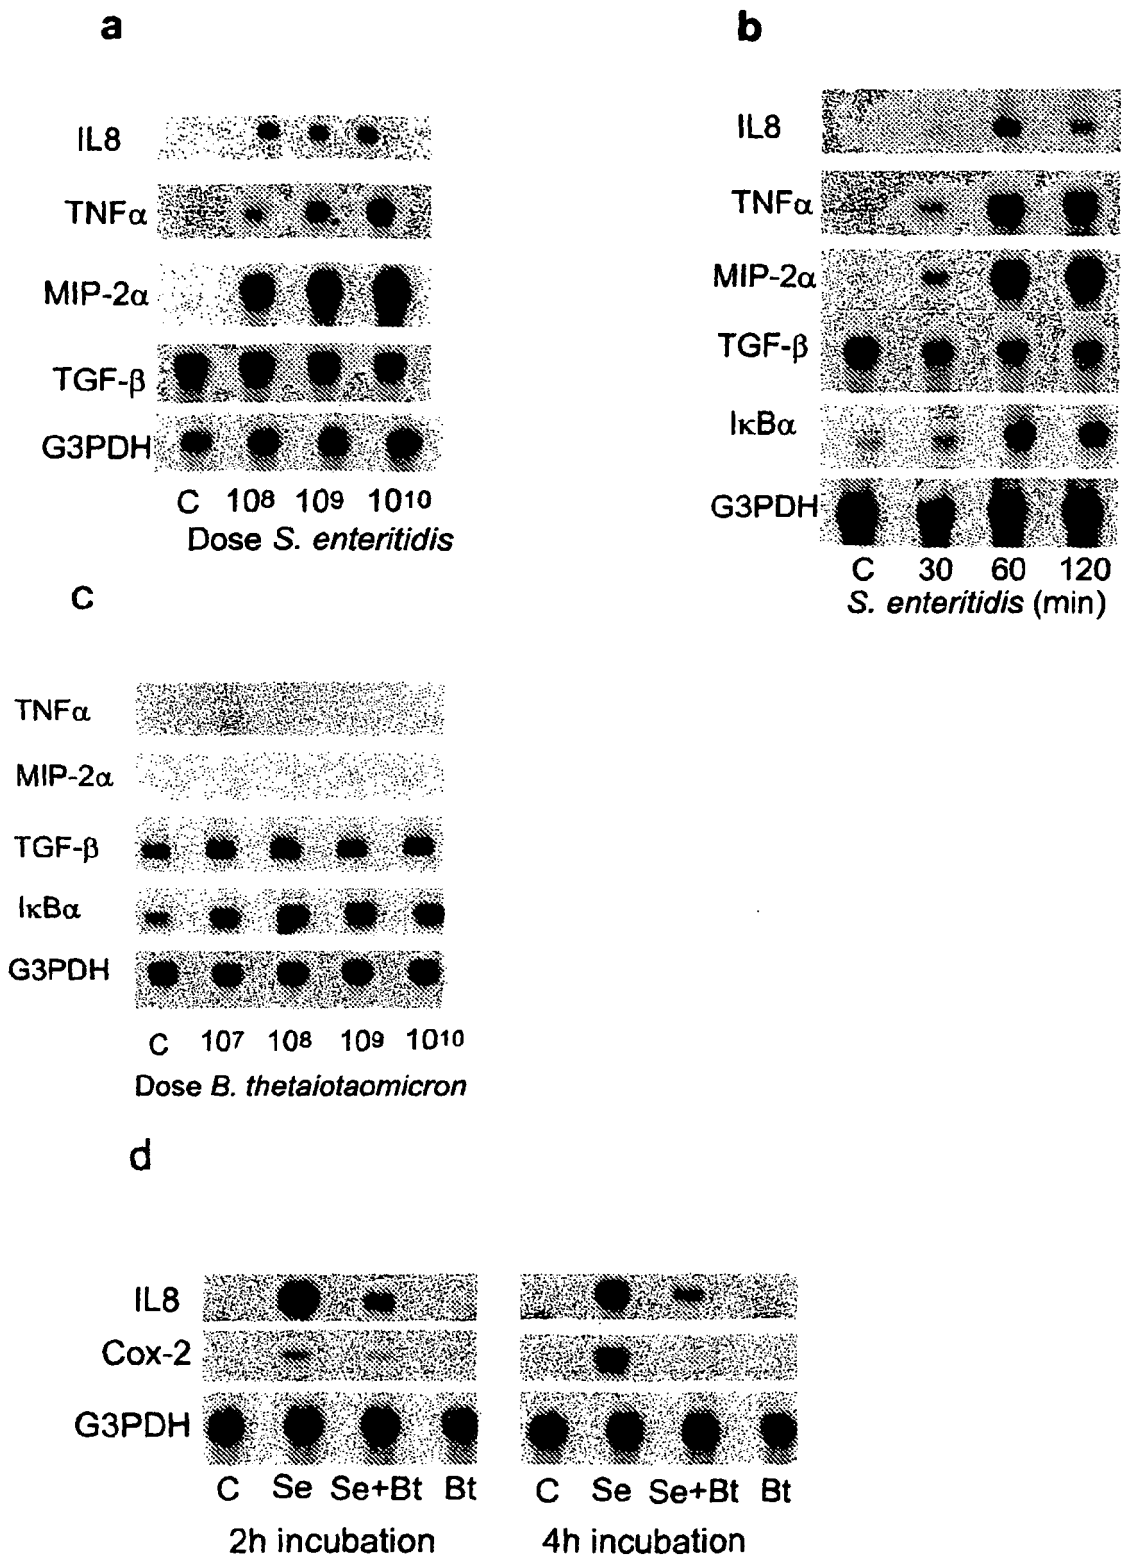 a
IL8
TNFα
MIP-2α
TGF-β
G3PDH
C 10⁸ 10⁹ 10¹⁰
Dose S. enteritidis
b
IL8
TNFα
MIP-2α
TGF-β
IκBα
G3PDH
C 30 60 120
S. enteritidis (min)
c
TNFα
MIP-2α
TGF-β
IκBα
G3PDH
C 10⁷ 10⁸ 10⁹ 10¹⁰
Dose B. thetaiotaomicron
d
IL8
Cox-2
G3PDH
C Se Se+Bt Bt C Se Se+Bt Bt
2h incubation 4h incubation